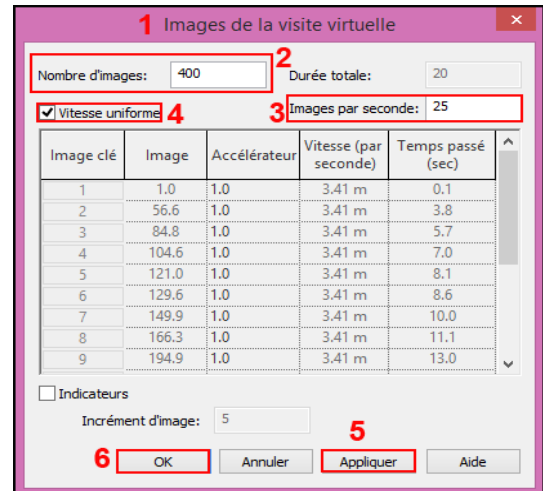 1 Images de la visite virtuelle
2
Nombre d'images: 400 Durée totale: 20
Vitesse uniforme 4 3 Images par seconde: 25
Image clé Image Accélérateur Vitesse (par seconde) Temps passé (sec)
1 1.0 1.0 3.41 m 0.1
2 56.6 1.0 3.41 m 3.8
3 84.8 1.0 3.41 m 5.7
4 104.6 1.0 3.41 m 7.0
5 121.0 1.0 3.41 m 8.1
6 129.6 1.0 3.41 m 8.6
7 149.9 1.0 3.41 m 10.0
8 166.3 1.0 3.41 m 11.1
9 194.9 1.0 3.41 m 13.0
Indicateurs
Incrément d'image: 5
5
6 OK Annuler Appliquer Aide